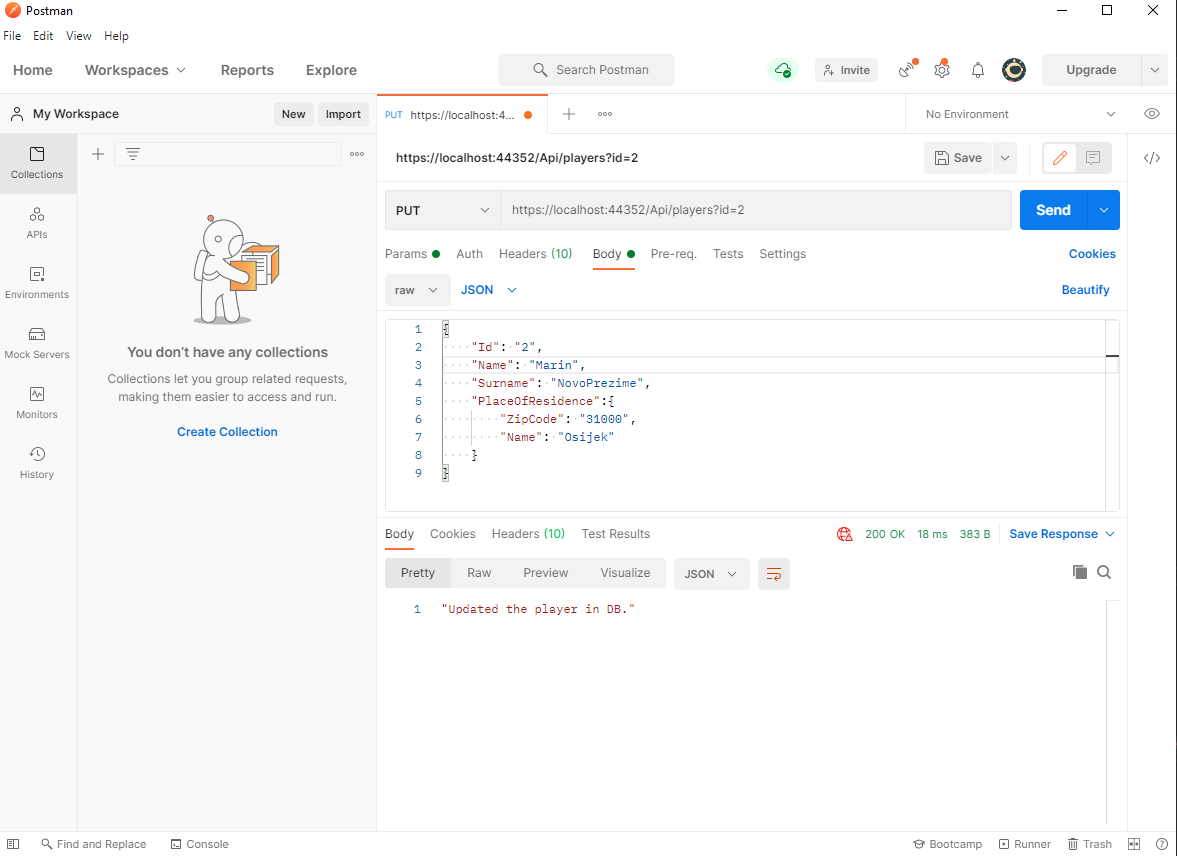 Postman
File Edit View Help
Home Workspaces Reports Explore Search Postman Invite Upgrade
My Workspace New Import PUT https://localhost:4... No Environment
Collections
APIs
Environments
Mock Servers
Monitors
History
You don't have any collections
Collections let you group related requests,
making them easier to access and run.
Create Collection
https://localhost:44352/Api/players?id=2 Save
PUT https://localhost:44352/Api/players?id=2 Send
Params Auth Headers (10) Body Pre-req. Tests Settings Cookies
raw JSON Beautify
1 {
2 "Id": "2",
3 "Name": "Marin",
4 "Surname": "NovoPrezime",
5 "PlaceOfResidence":{
6 "ZipCode": "31000",
7 "Name": "Osijek"
8 }
9 }
Body Cookies Headers (10) Test Results 200 OK 18 ms 383 B Save Response
Pretty Raw Preview Visualize JSON
1 "Updated the player in DB."
Find and Replace Console Bootcamp Runner Trash